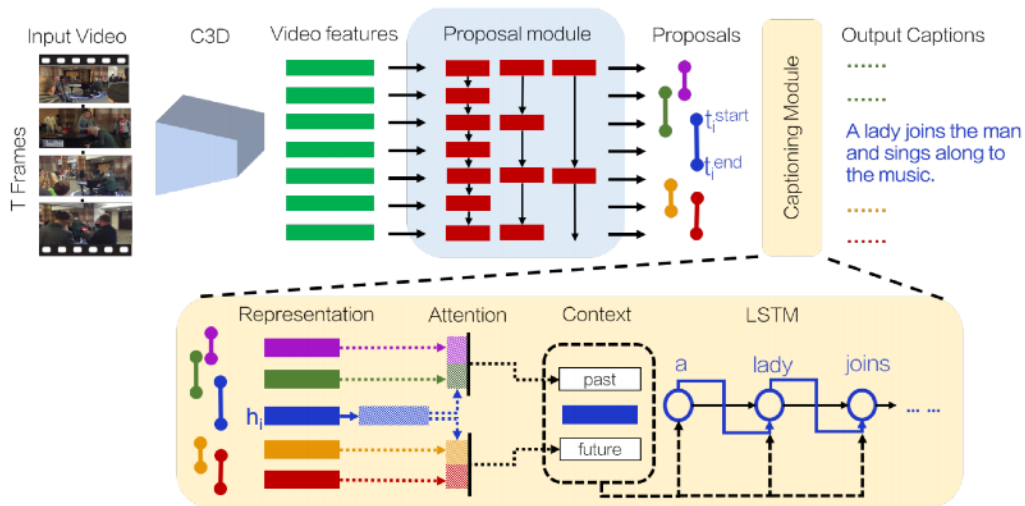 Input Video
C3D
Video features
Proposal module
Proposals
Output Captions
T Frames
t_i^start
t_i^end
Captioning Module
......
......
A lady joins the man
and sings along to
the music.
......
......
Representation
Attention
Context
LSTM
h_i
past
future
a
lady
joins
... ...